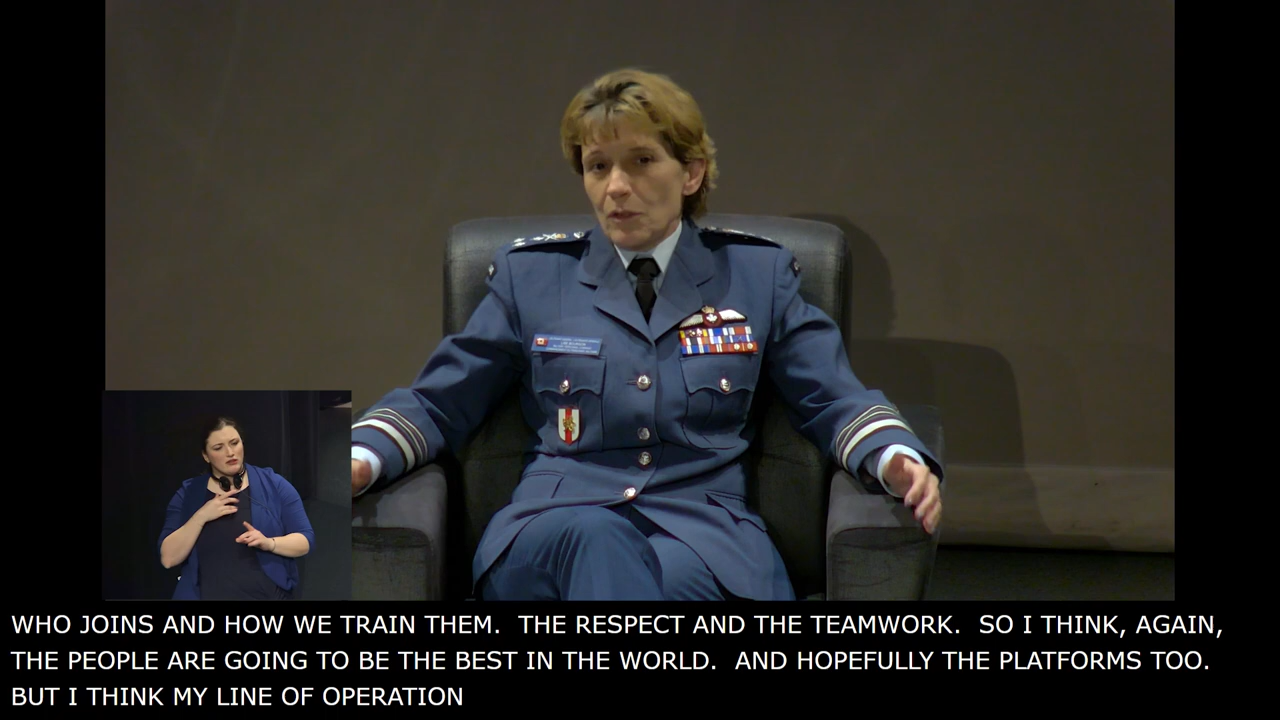 WHO JOINS AND HOW WE TRAIN THEM.  THE RESPECT AND THE TEAMWORK.  SO I THINK, AGAIN,
THE PEOPLE ARE GOING TO BE THE BEST IN THE WORLD.  AND HOPEFULLY THE PLATFORMS TOO.
BUT I THINK MY LINE OF OPERATION